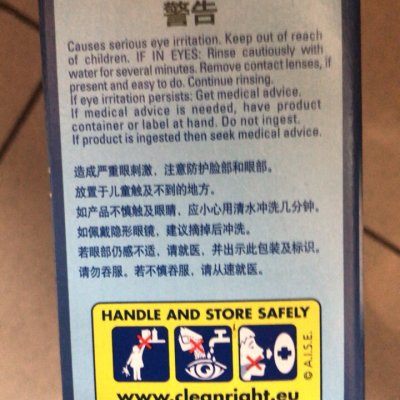 警告
Causes serious eye irritation. Keep out of reach
of children. IF IN EYES: Rinse cautiously with
water for several minutes. Remove contact lenses, if
present and easy to do. Continue rinsing.
If eye irritation persists: Get medical advice.
If medical advice is needed, have product
container or label at hand. Do not ingest.
If product is ingested then seek medical advice.
造成严重眼刺激，注意防护脸部和眼部。
放置于儿童触及不到的地方。
如产品不慎触及眼睛，应小心用清水冲洗几分钟。
如佩戴隐形眼镜，建议摘掉后冲洗。
若眼部仍感不适，请就医，并出示此包装及标识。
请勿吞服。若不慎吞服，请从速就医。
HANDLE AND STORE SAFELY
© A.I.S.E.
www.cleanright.eu